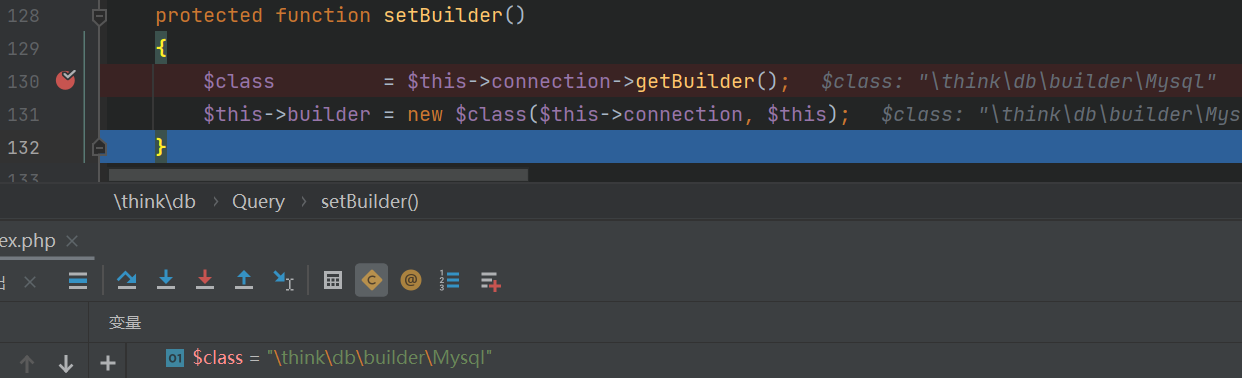 128 protected function setBuilder()
129 {
130 $class = $this->connection->getBuilder(); $class: "\think\db\builder\Mysql"
131 $this->builder = new $class($this->connection, $this); $class: "\think\db\builder\Mys
132 }
133
\think\db › Query › setBuilder()
ex.php ×
出 ×
变量
$class = "\think\db\builder\Mysql"